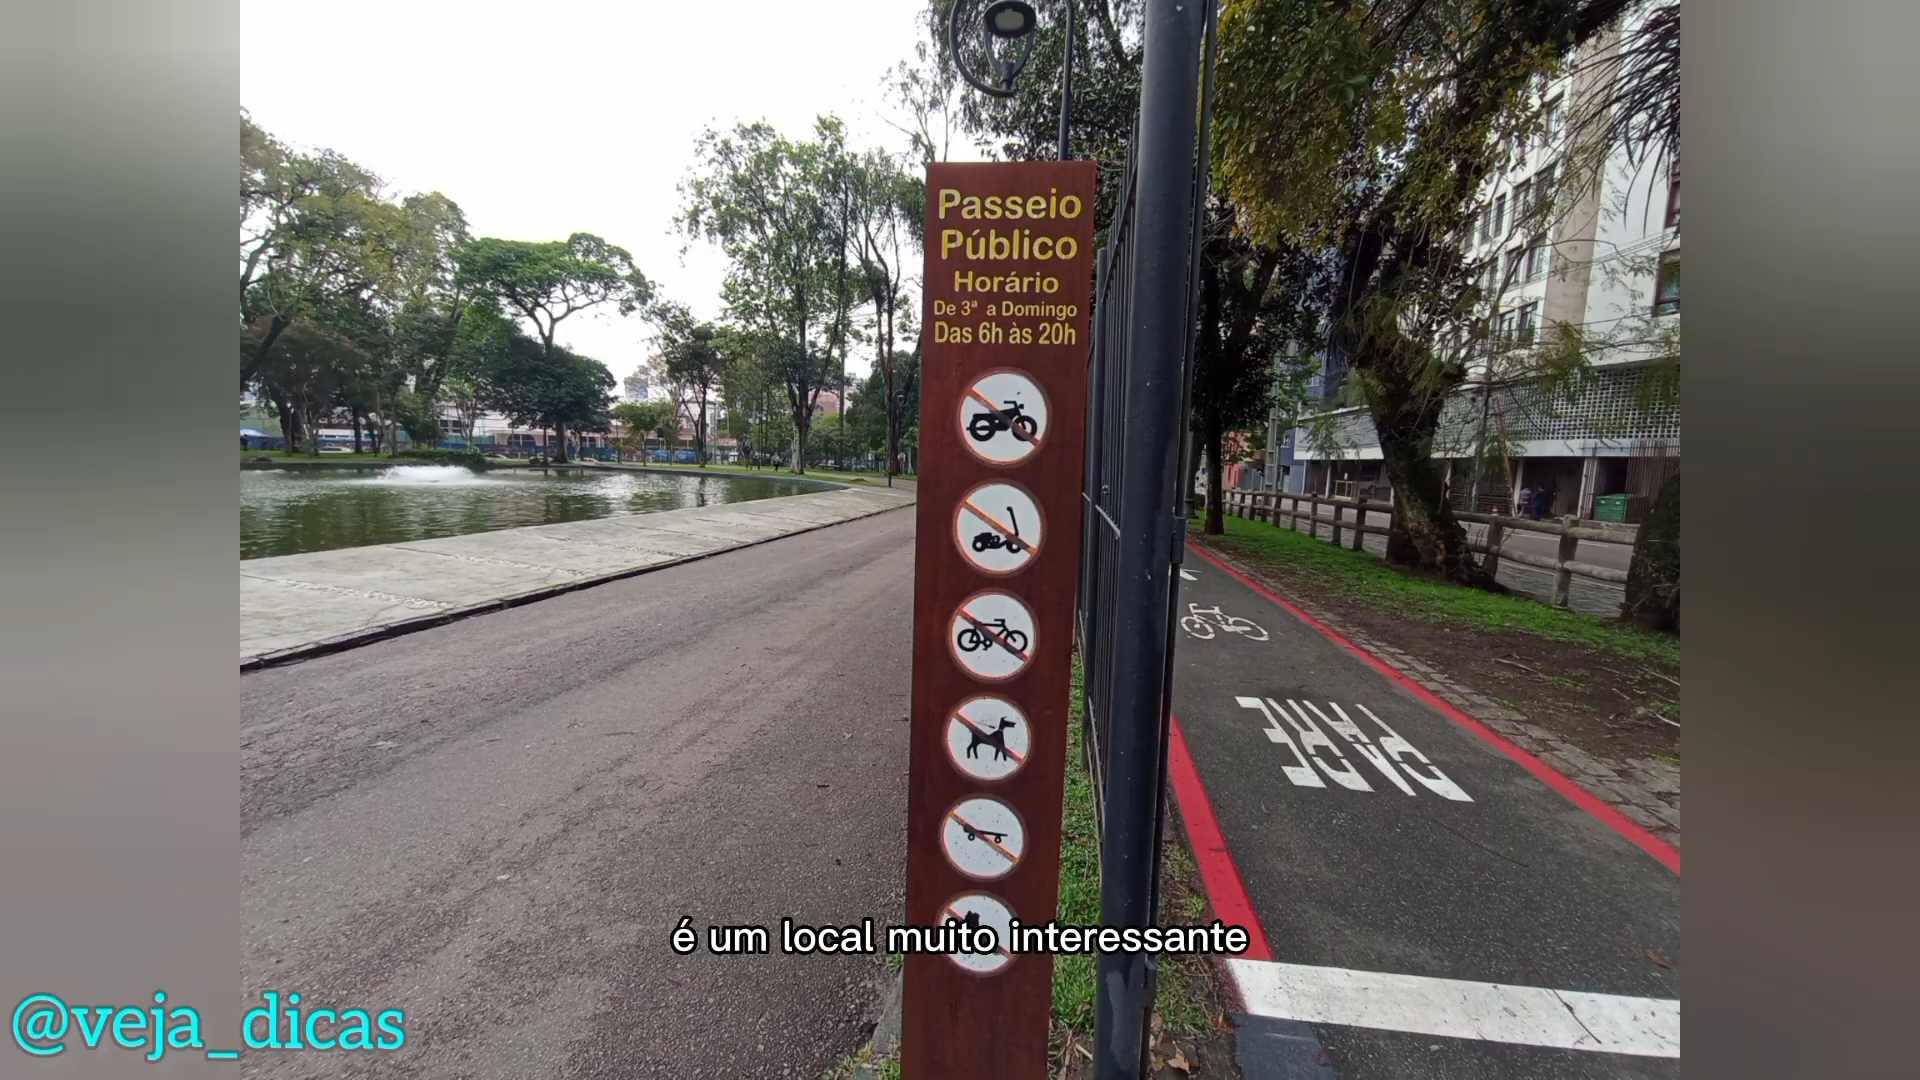 Passeio
Público
Horário
De 3ª a Domingo
Das 6h às 20h
PARE
é um local muito interessante
@veja_dicas